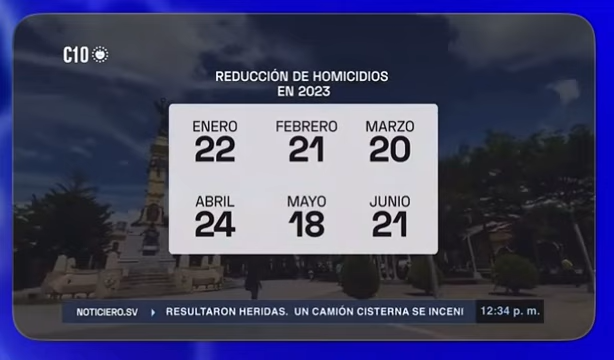 C10
REDUCCIÓN DE HOMICIDIOS
EN 2023
ENERO FEBRERO MARZO
22 21 20
ABRIL MAYO JUNIO
24 18 21
NOTICIERO.SV RESULTARON HERIDAS. UN CAMIÓN CISTERNA SE INCENI 12:34 p. m.